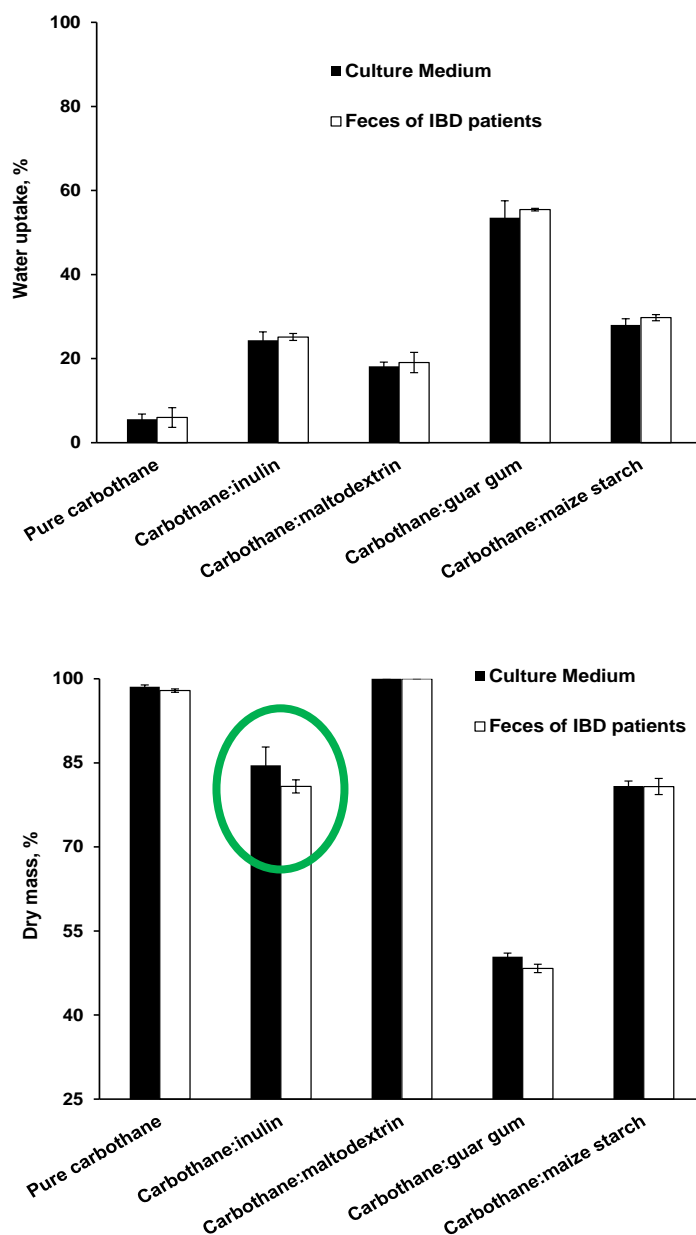 100
80
60
40
20
0
Water uptake, %
Culture Medium
Feces of IBD patients
Pure carbothane
Carbothane:inulin
Carbothane:maltodextrin
Carbothane:guar gum
Carbothane:maize starch
100
85
70
55
40
25
Dry mass, %
Culture Medium
Feces of IBD patients
Pure carbothane
Carbothane:inulin
Carbothane:maltodextrin
Carbothane:guar gum
Carbothane:maize starch